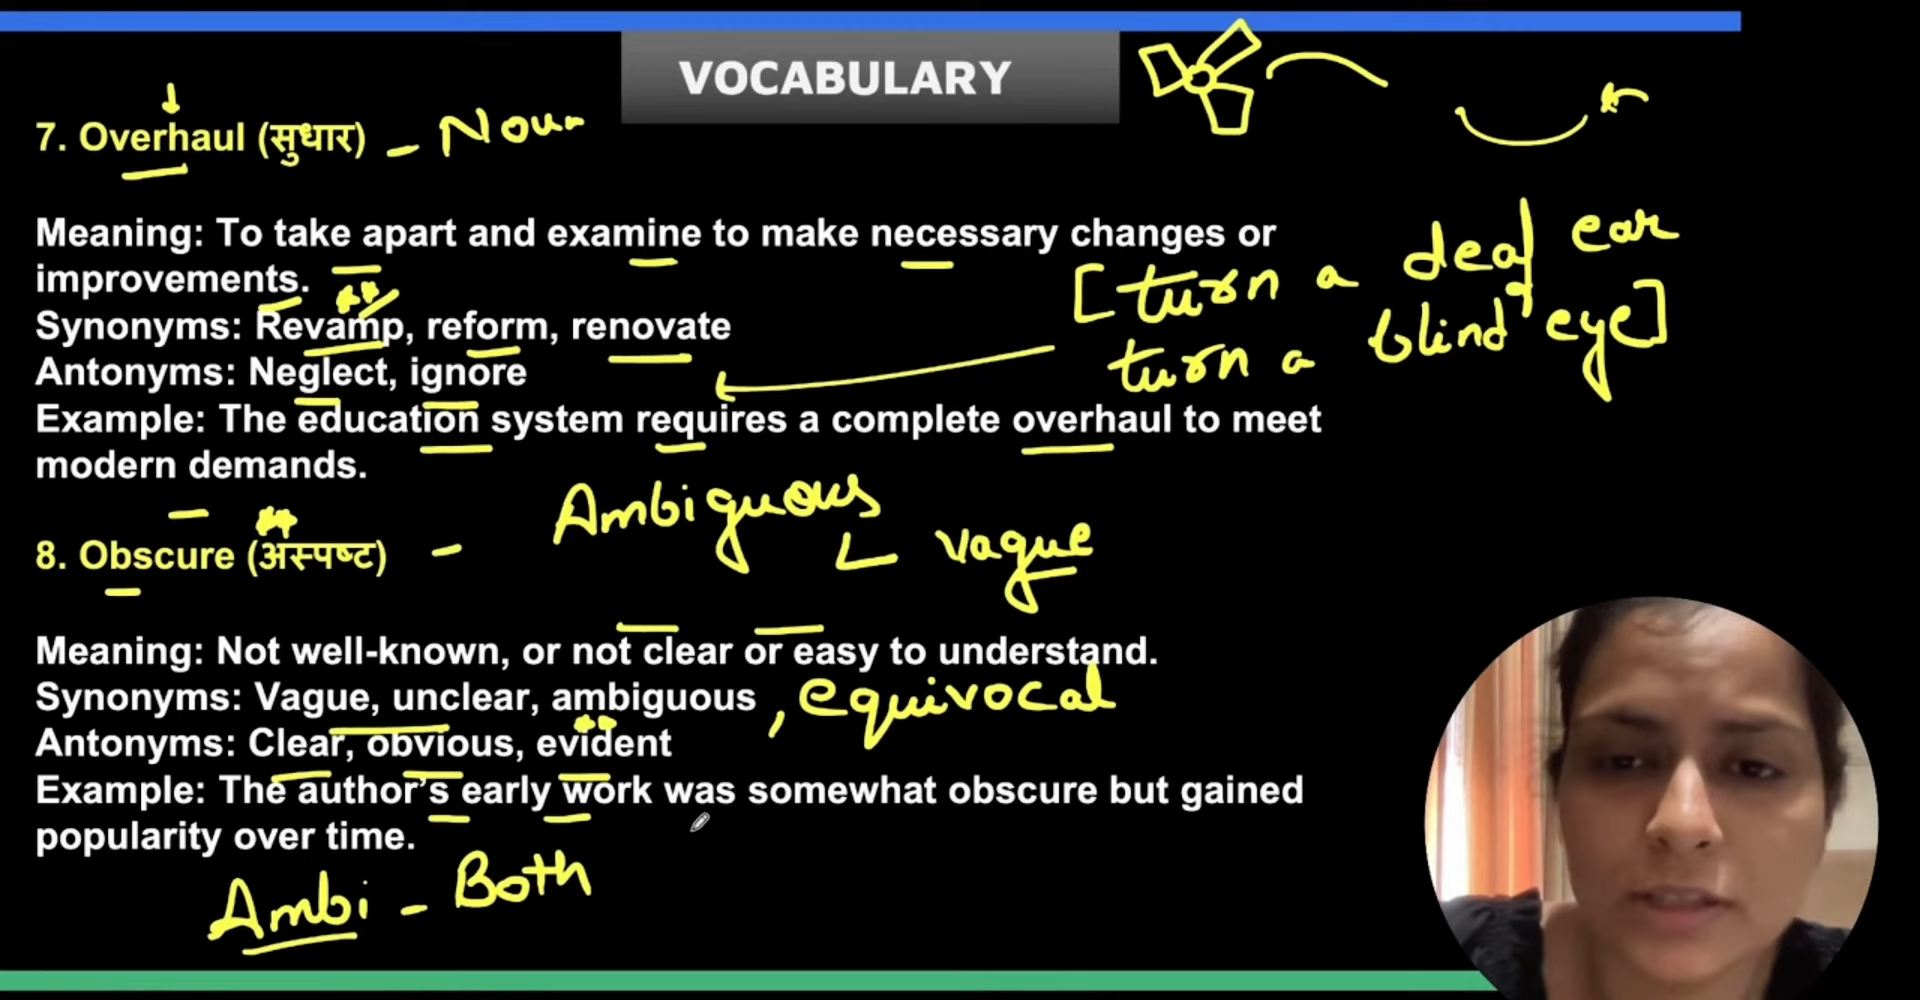 VOCABULARY
7. Overhaul (सुधार) - Noun
Meaning: To take apart and examine to make necessary changes or
improvements.
[turn a deaf ear
Synonyms: Revamp, reform, renovate
turn a blind eye]
Antonyms: Neglect, ignore
Example: The education system requires a complete overhaul to meet
modern demands.
8. Obscure (अस्पष्ट) - Ambiguous
vague
Meaning: Not well-known, or not clear or easy to understand.
Synonyms: Vague, unclear, ambiguous, equivocal
Antonyms: Clear, obvious, evident
Example: The author's early work was somewhat obscure but gained
popularity over time.
Ambi - Both